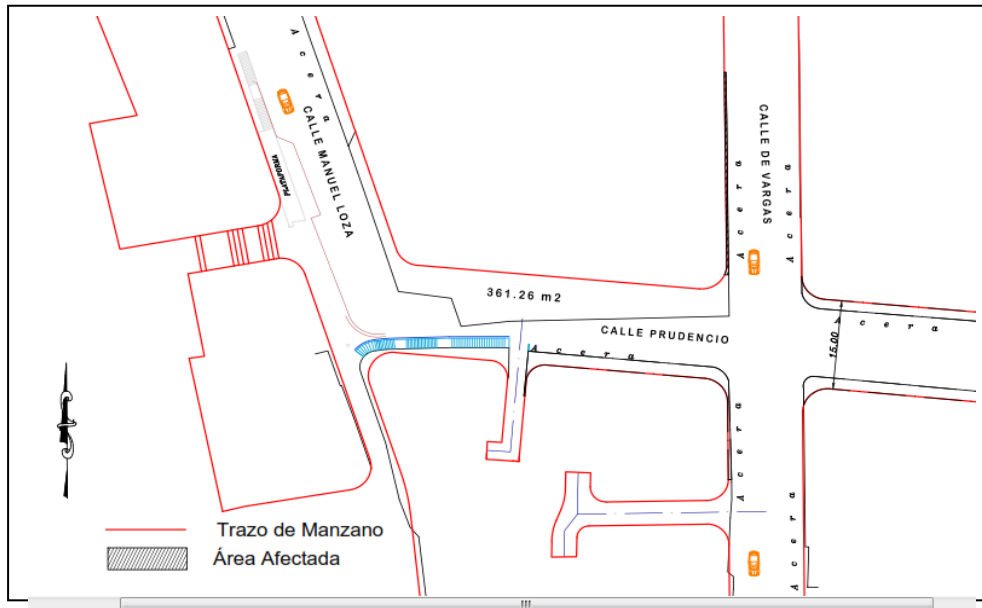 Acera
CALLE MANUEL LOZA
PLATAFORMA
CALLE DE VARGAS
Acera
Acera
361.26 m2
CALLE PRUDENCIO
Acera
Acera
15.00
Acera
Acera
Trazo de Manzano
Área Afectada